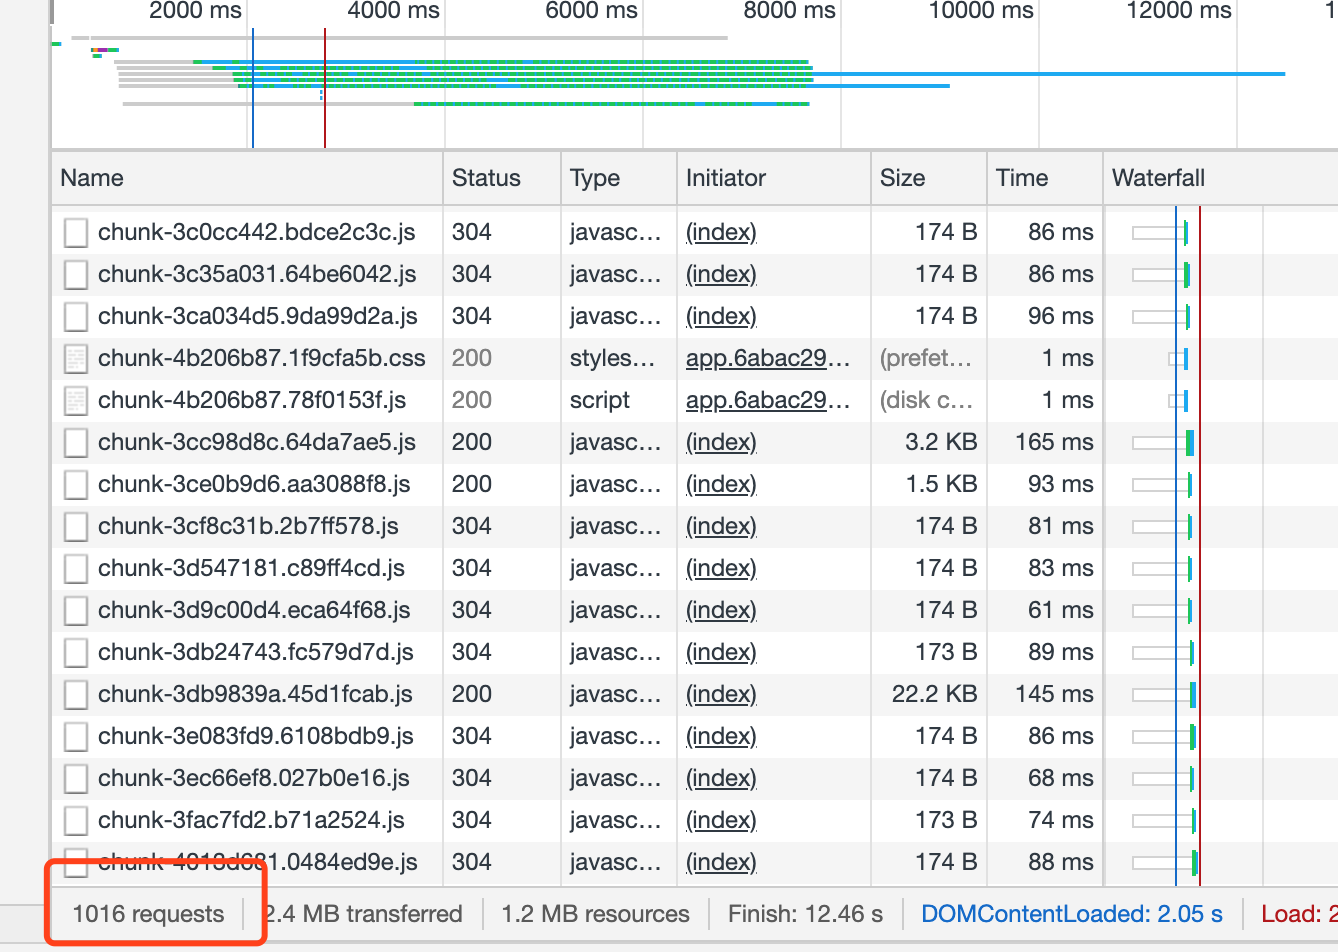 2000 ms 4000 ms 6000 ms 8000 ms 10000 ms 12000 ms 1
Name Status Type Initiator Size Time Waterfall
chunk-3c0cc442.bdce2c3c.js 304 javasc... (index) 174 B 86 ms
chunk-3c35a031.64be6042.js 304 javasc... (index) 174 B 86 ms
chunk-3ca034d5.9da99d2a.js 304 javasc... (index) 174 B 96 ms
chunk-4b206b87.1f9cfa5b.css 200 styles... app.6abac29... (prefet... 1 ms
chunk-4b206b87.78f0153f.js 200 script app.6abac29... (disk c... 1 ms
chunk-3cc98d8c.64da7ae5.js 200 javasc... (index) 3.2 KB 165 ms
chunk-3ce0b9d6.aa3088f8.js 200 javasc... (index) 1.5 KB 93 ms
chunk-3cf8c31b.2b7ff578.js 304 javasc... (index) 174 B 81 ms
chunk-3d547181.c89ff4cd.js 304 javasc... (index) 174 B 83 ms
chunk-3d9c00d4.eca64f68.js 304 javasc... (index) 174 B 61 ms
chunk-3db24743.fc579d7d.js 304 javasc... (index) 173 B 89 ms
chunk-3db9839a.45d1fcab.js 200 javasc... (index) 22.2 KB 145 ms
chunk-3e083fd9.6108bdb9.js 304 javasc... (index) 174 B 86 ms
chunk-3ec66ef8.027b0e16.js 304 javasc... (index) 174 B 68 ms
chunk-3fac7fd2.b71a2524.js 304 javasc... (index) 173 B 74 ms
chunk-4018d681.0484ed9e.js 304 javasc... (index) 174 B 88 ms
1016 requests 2.4 MB transferred 1.2 MB resources Finish: 12.46 s DOMContentLoaded: 2.05 s Load: 2